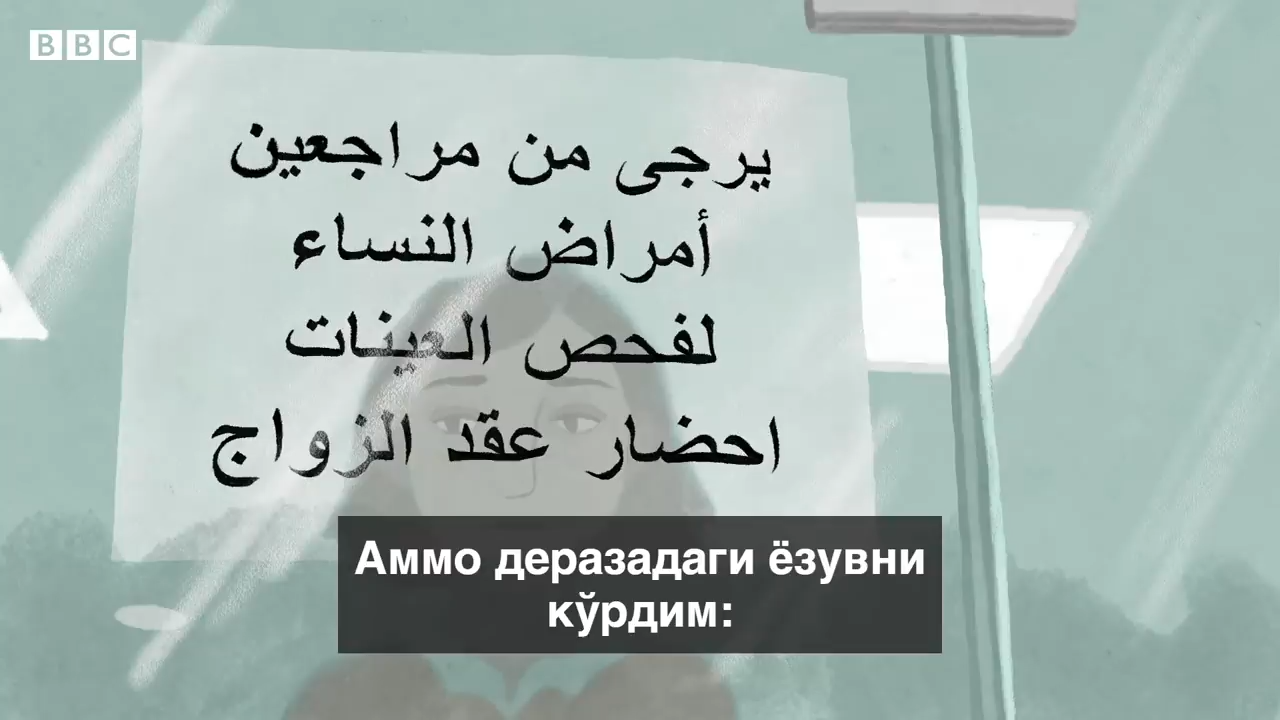 BBC
يرجى من مراجعين
أمراض النساء
لفحص العينات
احضار عقد الزواج
Аммо деразадаги ёзувни
кўрдим: